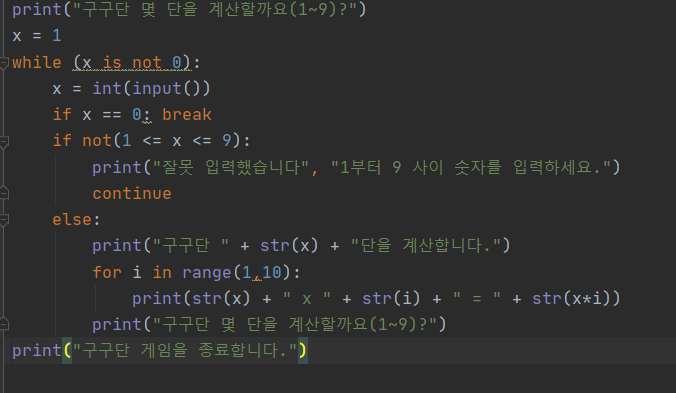 print("구구단 몇 단을 계산할까요(1~9)?")
x = 1
while (x is not 0):
    x = int(input())
    if x == 0: break
    if not(1 <= x <= 9):
        print("잘못 입력했습니다", "1부터 9 사이 숫자를 입력하세요.")
        continue
    else:
        print("구구단 " + str(x) + "단을 계산합니다.")
        for i in range(1,10):
            print(str(x) + " x " + str(i) + " = " + str(x*i))
        print("구구단 몇 단을 계산할까요(1~9)?")
print("구구단 게임을 종료합니다.")